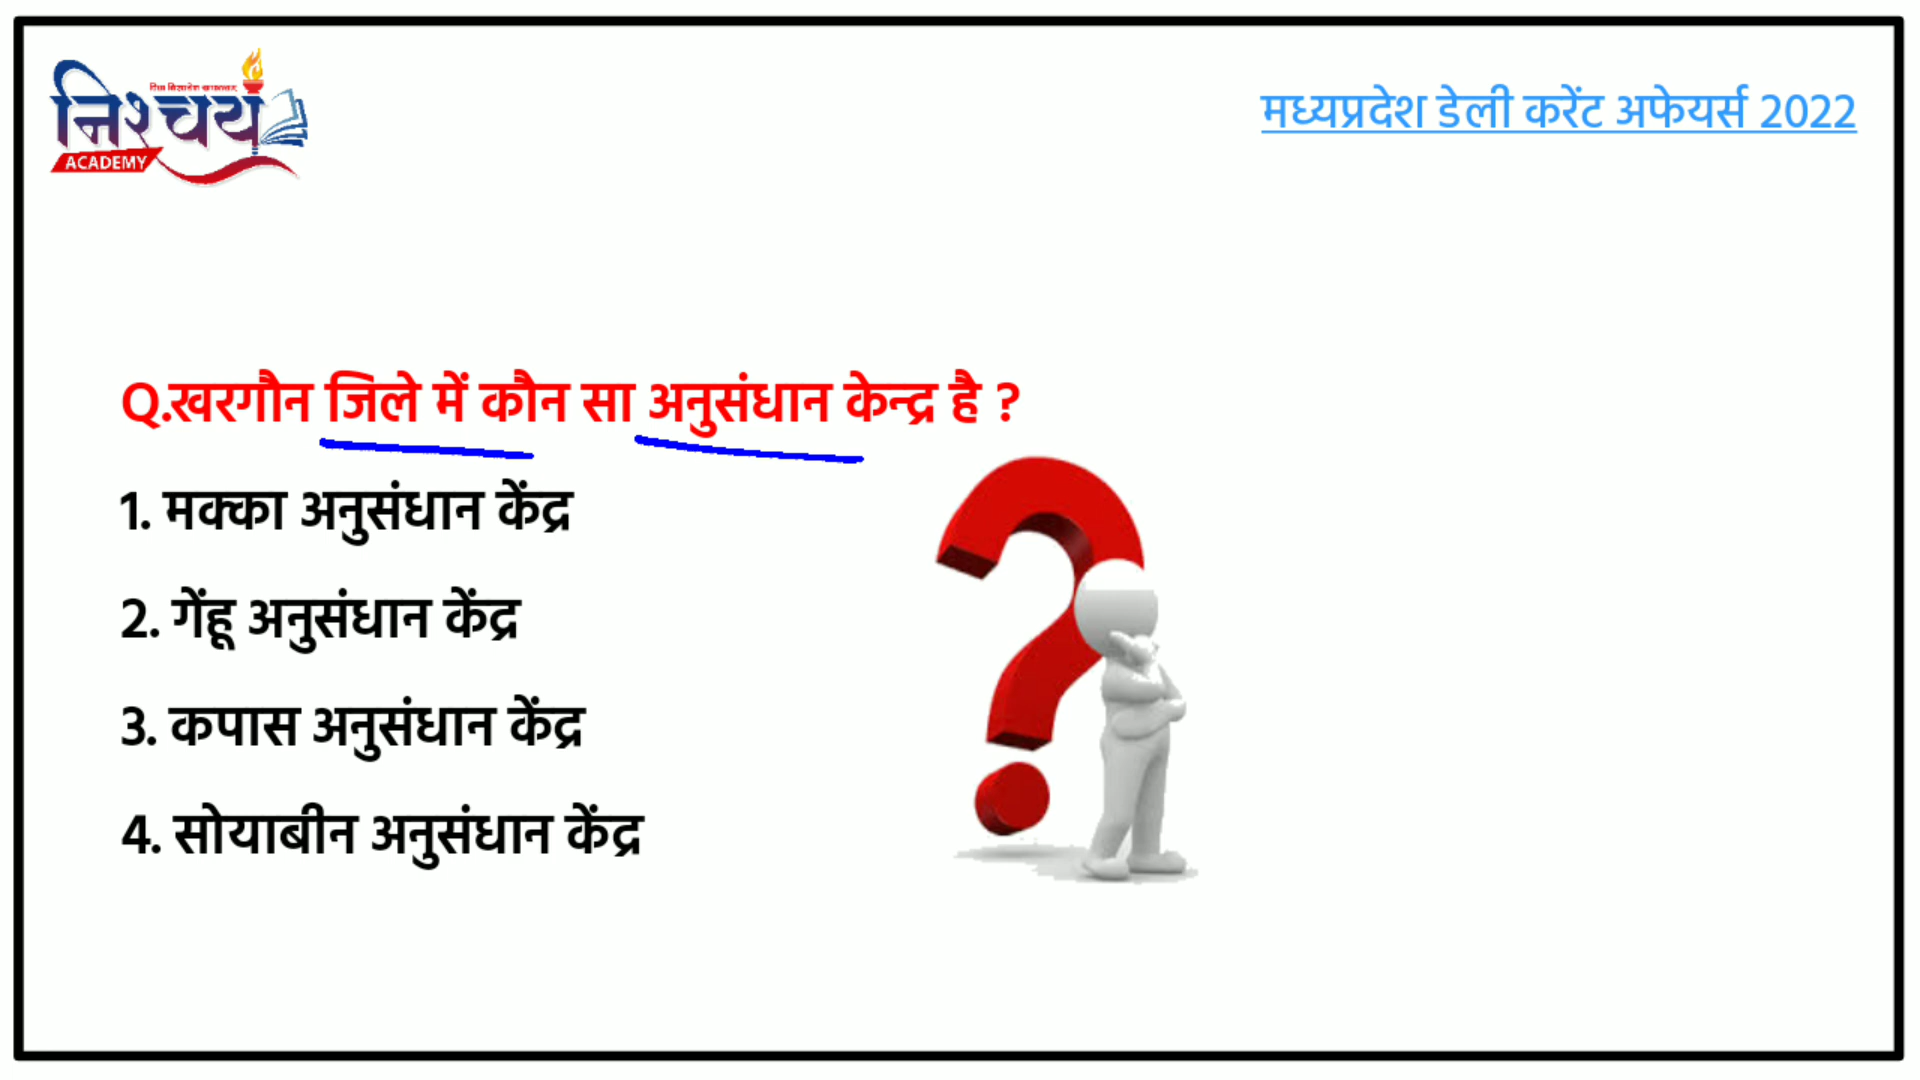 निश्चय
ACADEMY
मध्यप्रदेश डेली करेंट अफेयर्स 2022
Q.खरगौन जिले में कौन सा अनुसंधान केन्द्र है ?
1. मक्का अनुसंधान केंद्र
2. गेंहू अनुसंधान केंद्र
3. कपास अनुसंधान केंद्र
4. सोयाबीन अनुसंधान केंद्र